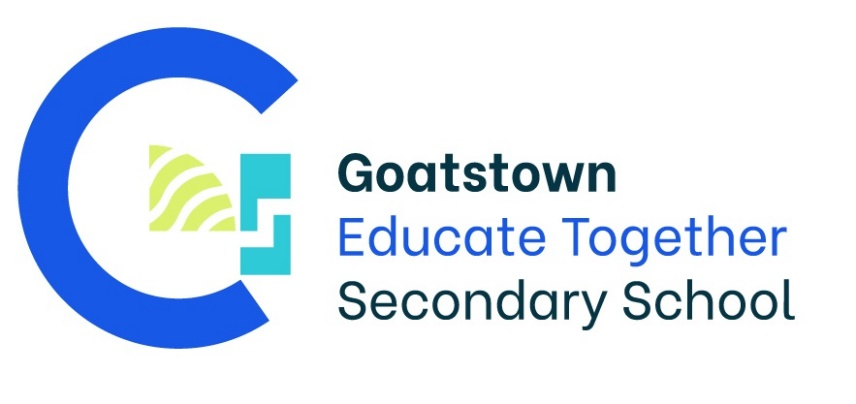 Goatstown
Educate Together
Secondary School